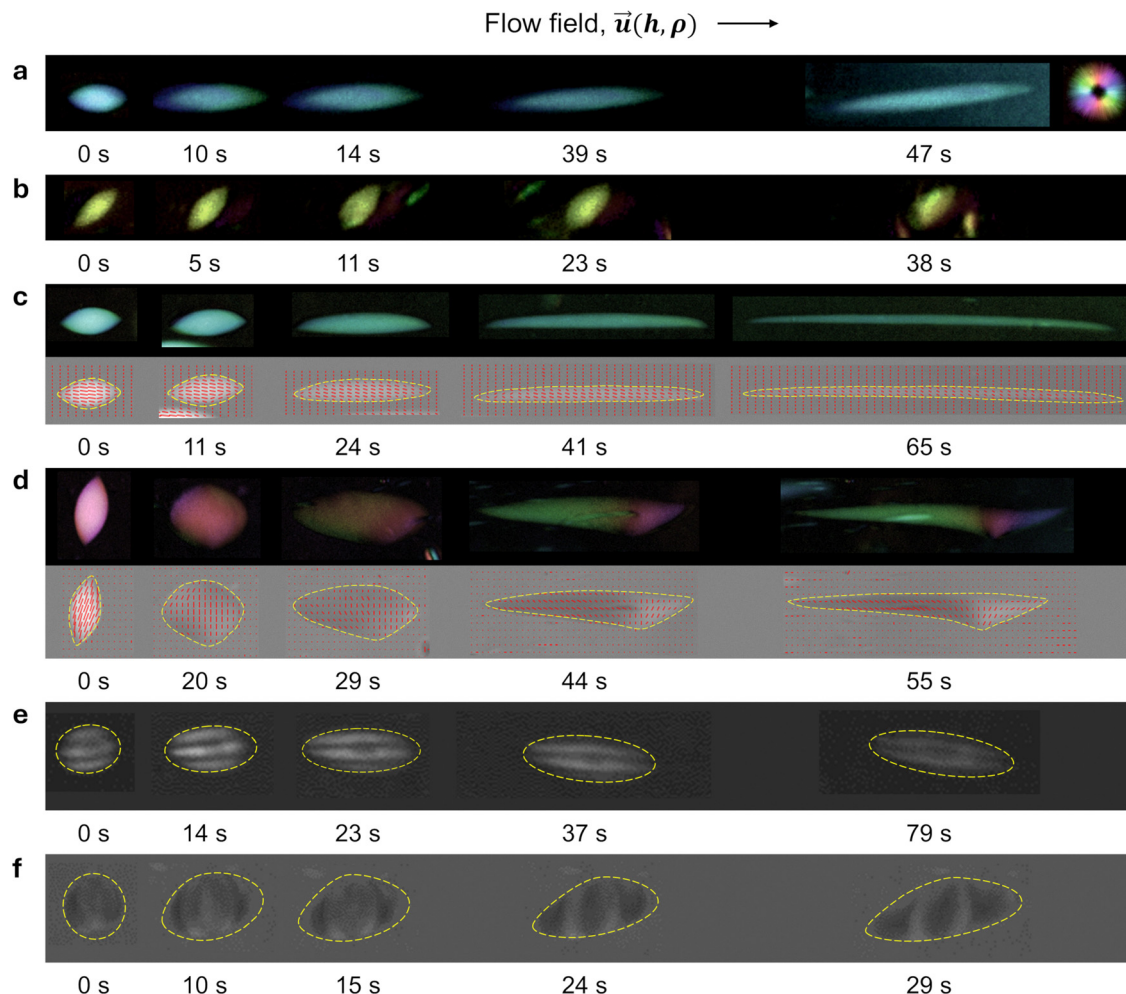 Flow field, u⃗(h, ρ)
a
0 s 10 s 14 s 39 s 47 s
b
0 s 5 s 11 s 23 s 38 s
c
0 s 11 s 24 s 41 s 65 s
d
0 s 20 s 29 s 44 s 55 s
e
0 s 14 s 23 s 37 s 79 s
f
0 s 10 s 15 s 24 s 29 s